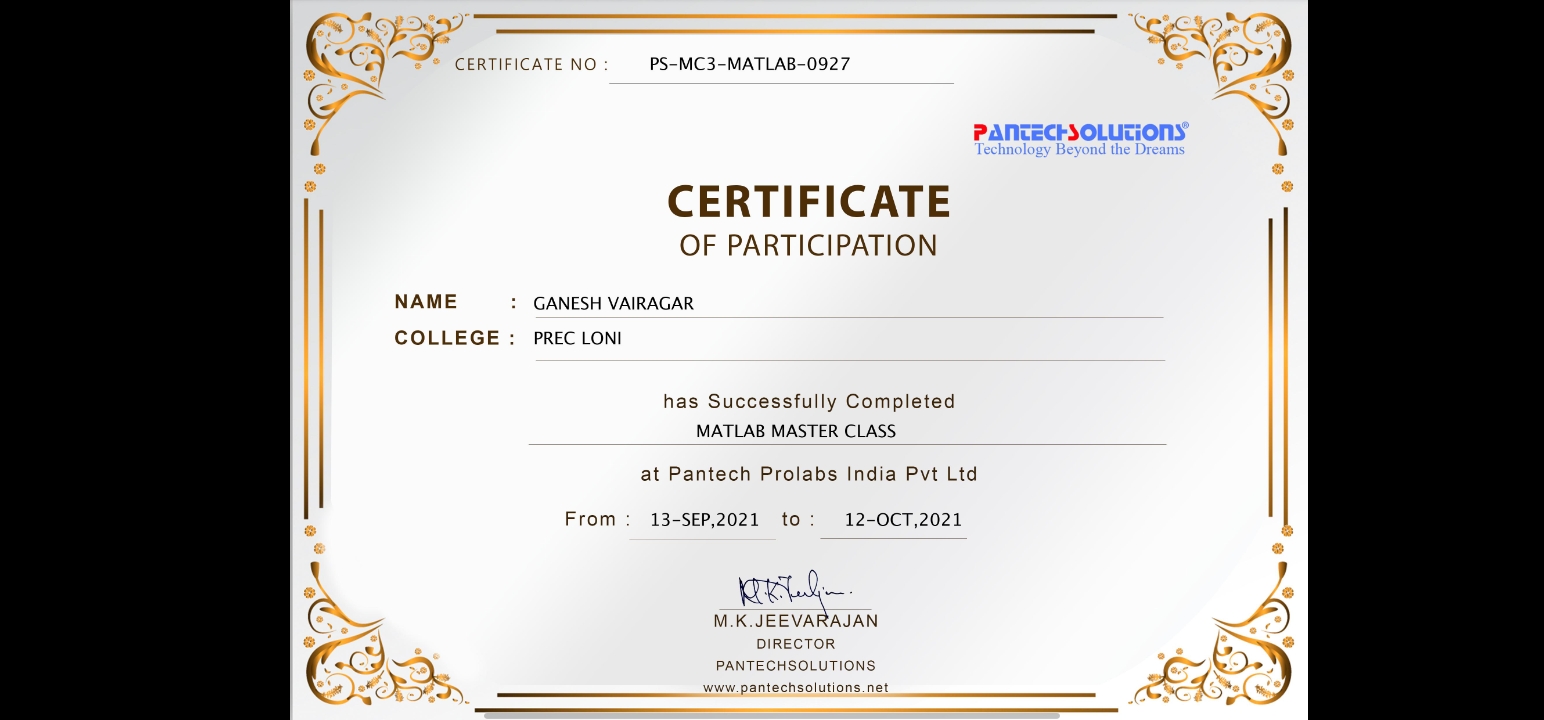 CERTIFICATE NO : PS-MC3-MATLAB-0927
PANTECHSOLUTIONS®
Technology Beyond the Dreams
CERTIFICATE
OF PARTICIPATION
NAME : GANESH VAIRAGAR
COLLEGE : PREC LONI
has Successfully Completed
MATLAB MASTER CLASS
at Pantech Prolabs India Pvt Ltd
From : 13-SEP,2021 to : 12-OCT,2021
M.K.JEEVARAJAN
DIRECTOR
PANTECHSOLUTIONS
www.pantechsolutions.net